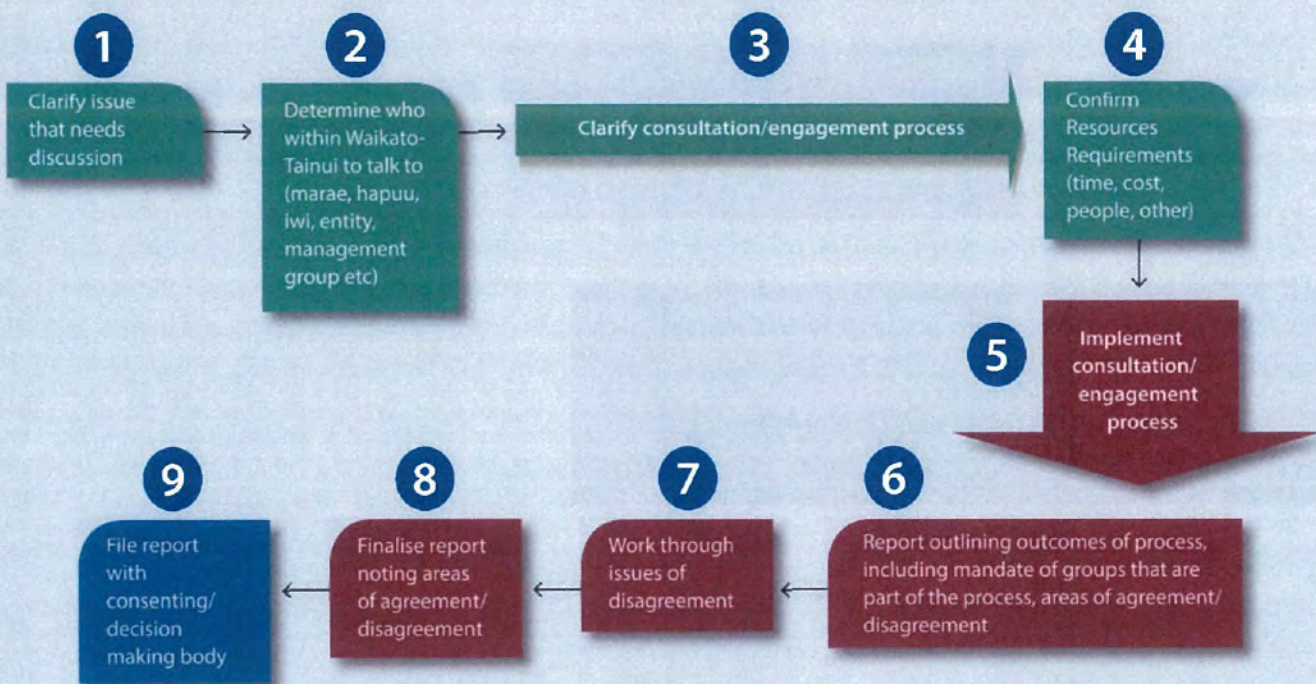 1
Clarify issue
that needs
discussion
2
Determine who
within Waikato-
Tainui to talk to
(marae, hapuu,
iwi, entity,
management
group etc)
3
Clarify consultation/engagement process
4
Confirm
Resources
Requirements
(time, cost,
people, other)
5
Implement
consultation/
engagement
process
6
Report outlining outcomes of process,
including mandate of groups that are
part of the process, areas of agreement/
disagreement
7
Work through
issues of
disagreement
8
Finalise report
noting areas
of agreement/
disagreement
9
File report
with
consenting/
decision
making body